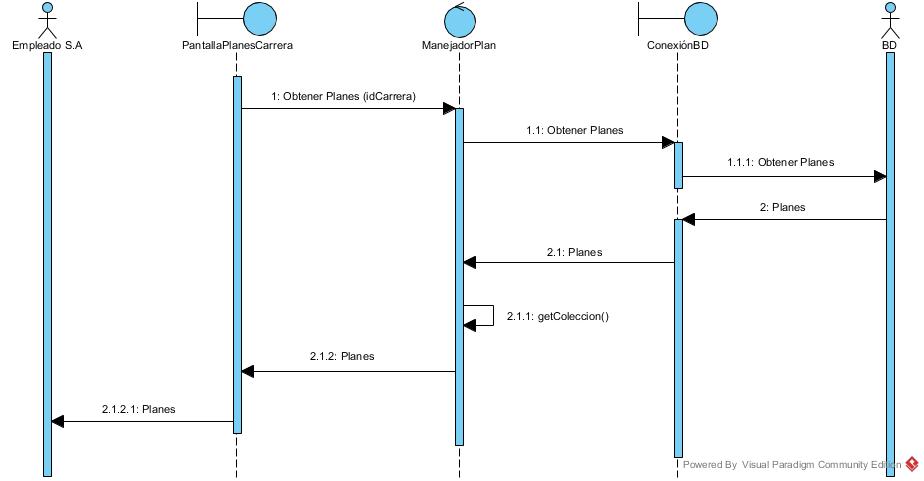 Empleado S.A
PantallaPlanesCarrera
ManejadorPlan
ConexiónBD
BD
1: Obtener Planes (idCarrera)
1.1: Obtener Planes
1.1.1: Obtener Planes
2: Planes
2.1: Planes
2.1.1: getColeccion()
2.1.2: Planes
2.1.2.1: Planes
Powered By Visual Paradigm Community Edition